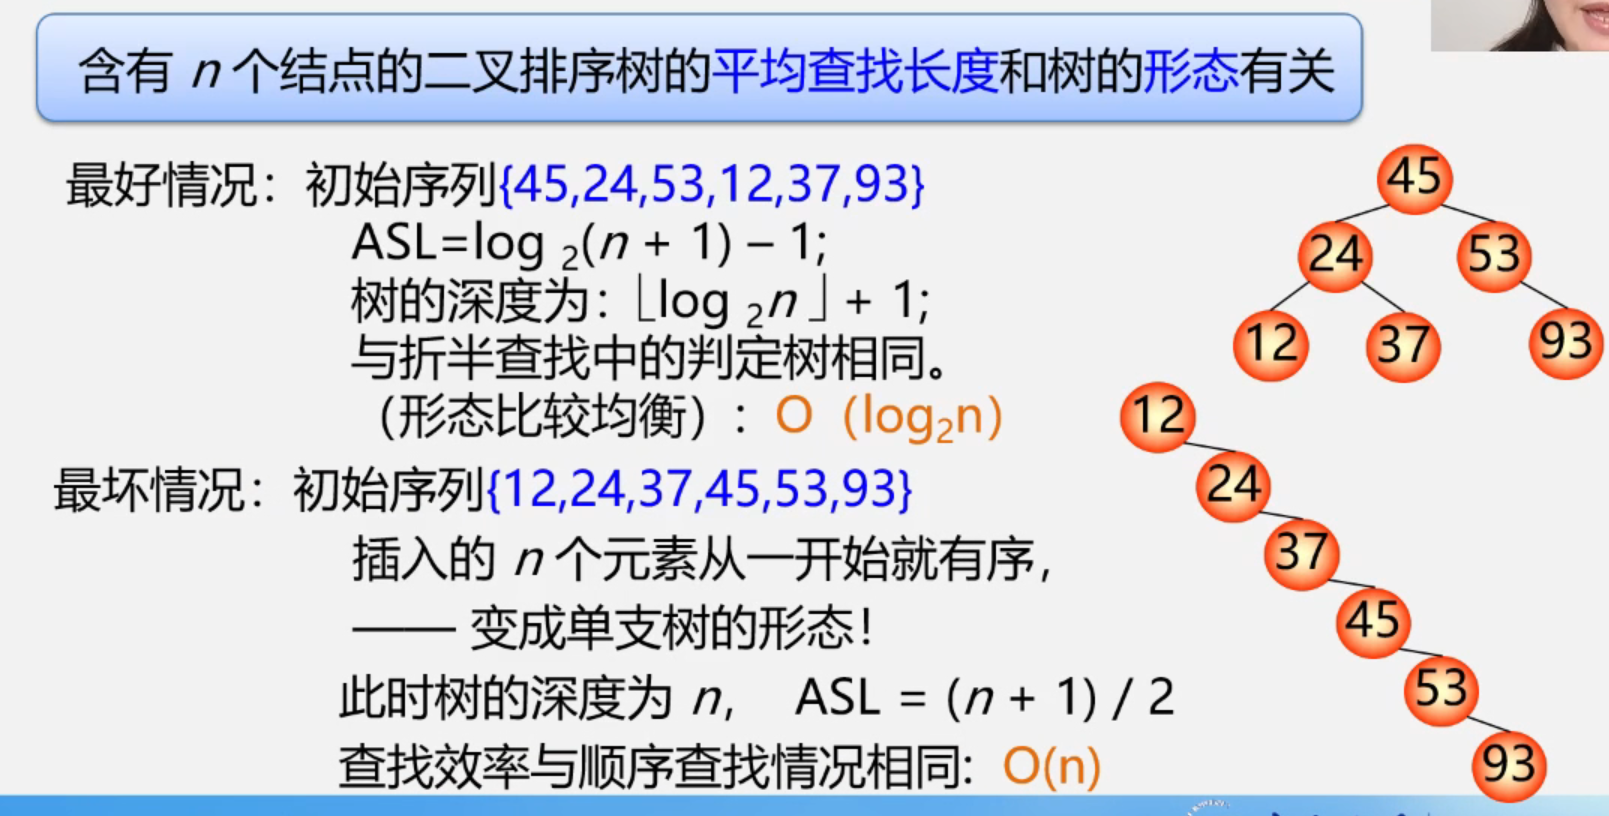 含有 n 个结点的二叉排序树的平均查找长度和树的形态有关
最好情况：初始序列{45,24,53,12,37,93}
ASL=log ₂(n + 1) – 1;
树的深度为：⌊log ₂n ⌋ + 1;
与折半查找中的判定树相同。
（形态比较均衡）：O（log₂n）
45
24 53
12 37 93
最坏情况：初始序列{12,24,37,45,53,93}
插入的 n 个元素从一开始就有序，
—— 变成单支树的形态！
此时树的深度为 n， ASL = (n + 1) / 2
查找效率与顺序查找情况相同：O(n)
12
24
37
45
53
93